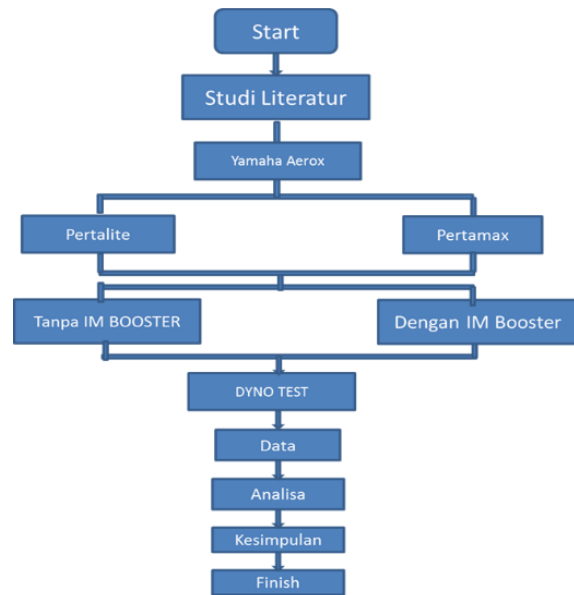 Start
Studi Literatur
Yamaha Aerox
Pertalite
Pertamax
Tanpa IM BOOSTER
Dengan IM Booster
DYNO TEST
Data
Analisa
Kesimpulan
Finish